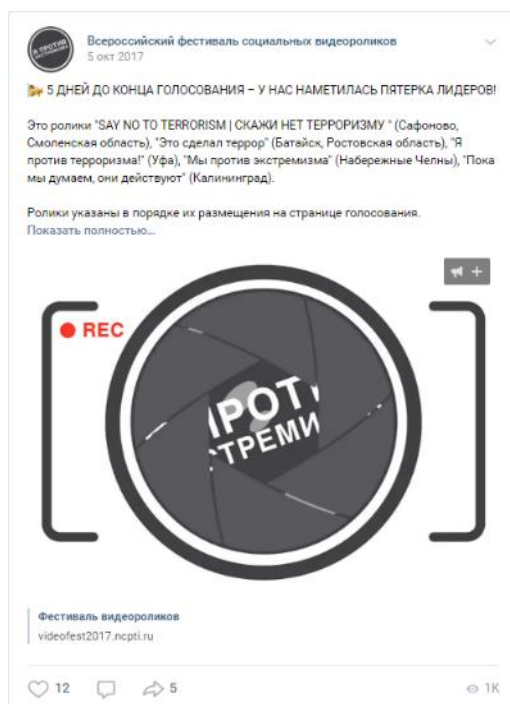 Всероссийский фестиваль социальных видеороликов
5 окт 2017
Я ПРОТИВ
ЭКСТРЕМИЗМА
5 ДНЕЙ ДО КОНЦА ГОЛОСОВАНИЯ – У НАС НАМЕТИЛАСЬ ПЯТЕРКА ЛИДЕРОВ!
Это ролики "SAY NO TO TERRORISM | СКАЖИ НЕТ ТЕРРОРИЗМУ " (Сафоново,
Смоленская область), "Это сделал террор" (Батайск, Ростовская область), "Я
против терроризма!" (Уфа), "Мы против экстремизма" (Набережные Челны), "Пока
мы думаем, они действуют" (Калининград).
Ролики указаны в порядке их размещения на странице голосования.
Показать полностью...
REC
ПРОТИ
СТРЕМИ
Фестиваль видеороликов
videofest2017.ncpti.ru
12
5
1K